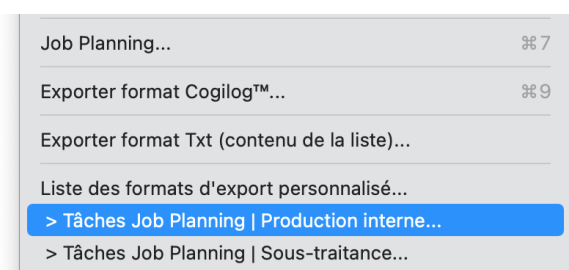 Job Planning... ⌘7
Exporter format Cogilog™... ⌘9
Exporter format Txt (contenu de la liste)...
Liste des formats d'export personnalisé...
> Tâches Job Planning | Production interne...
> Tâches Job Planning | Sous-traitance...